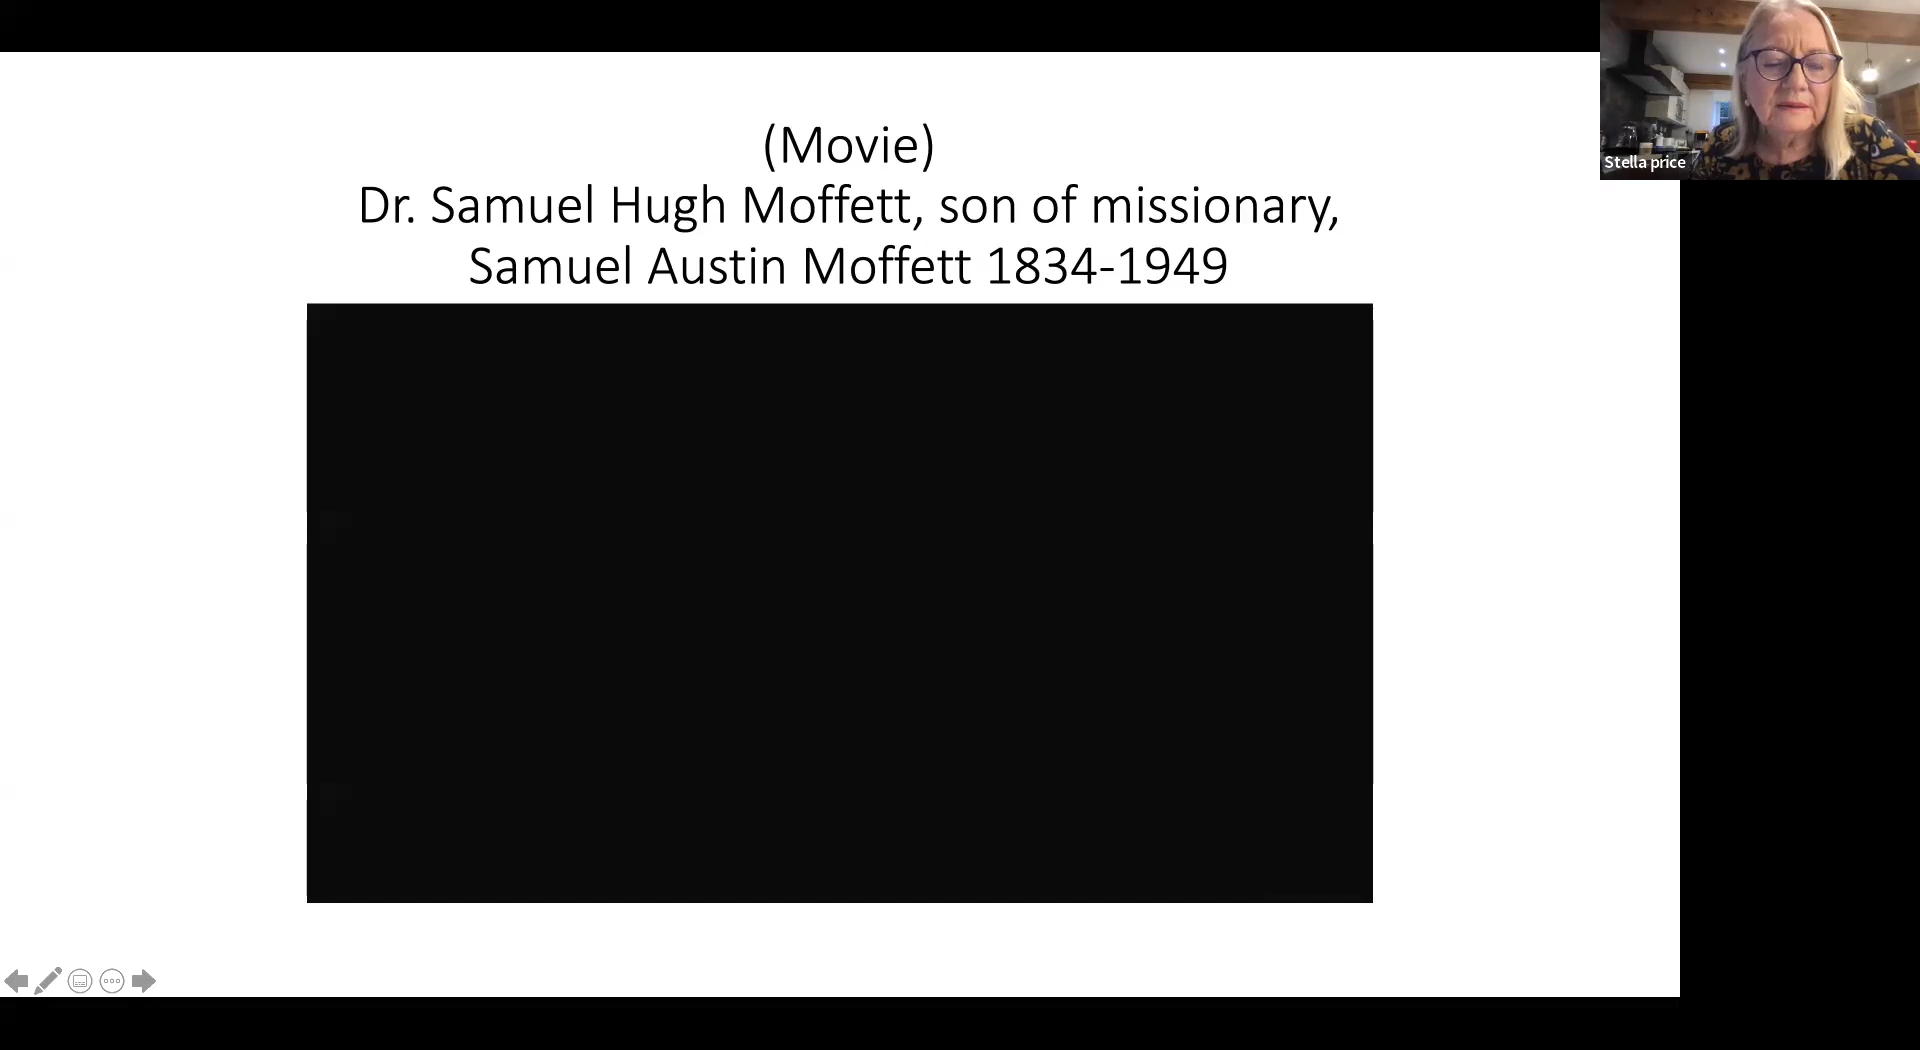 (Movie)
Dr. Samuel Hugh Moffett, son of missionary,
Samuel Austin Moffett 1834-1949
Stella price